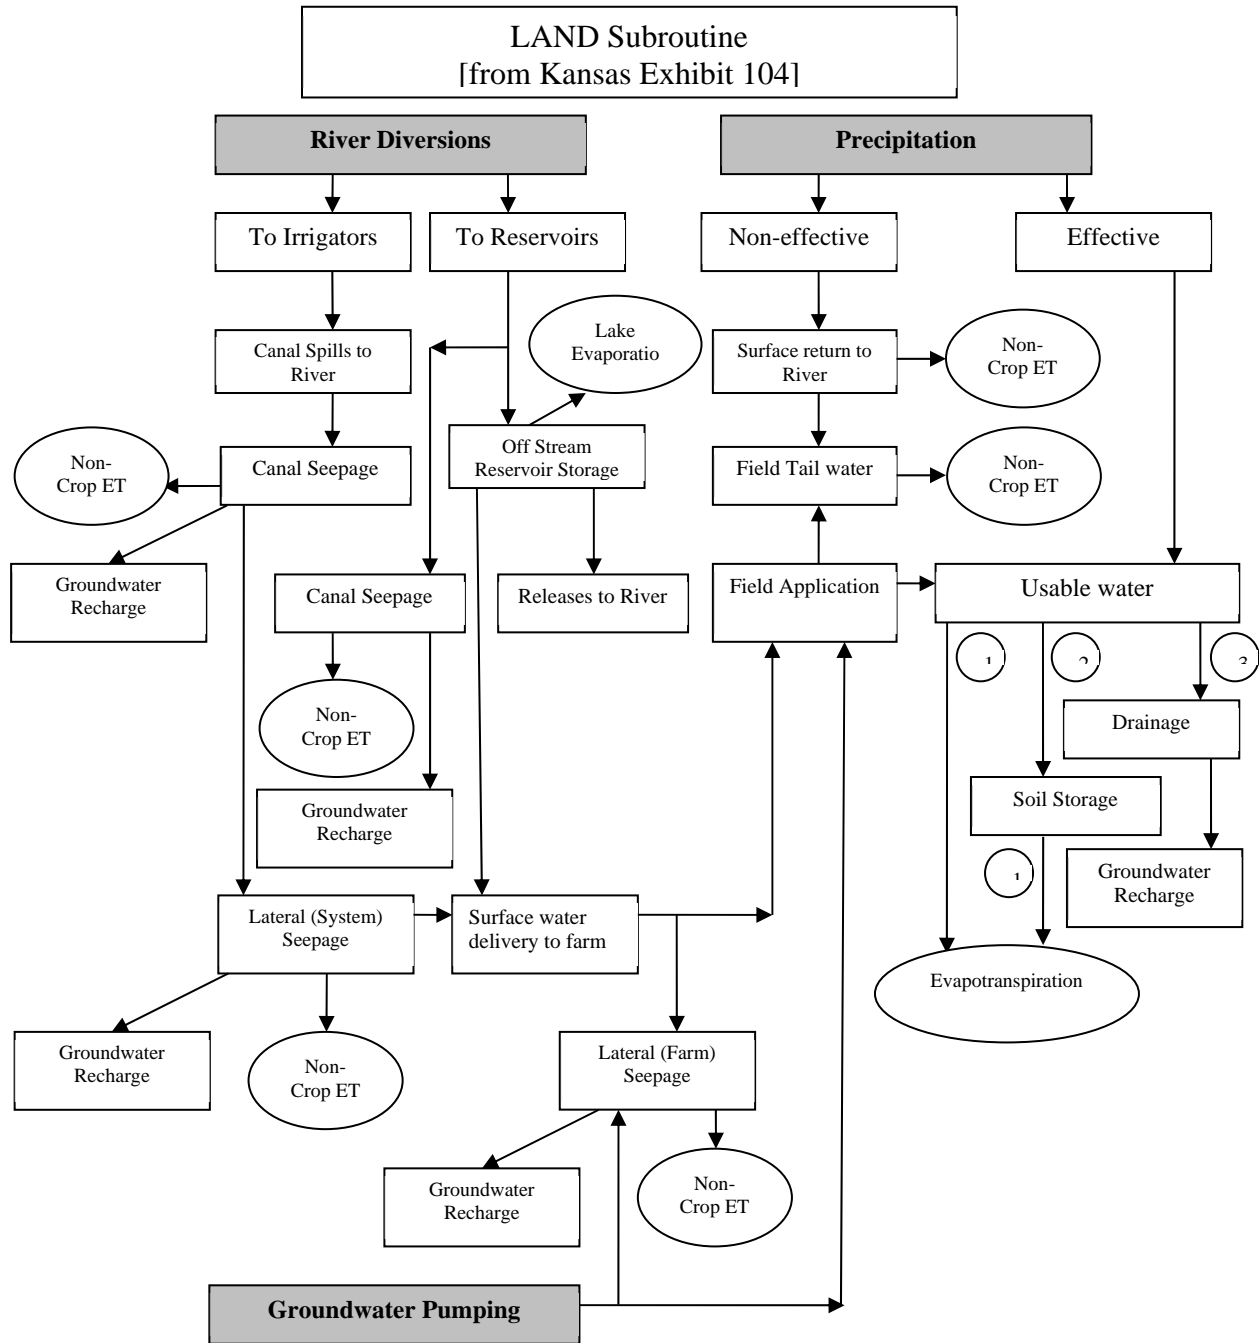 LAND Subroutine
[from Kansas Exhibit 104]
River Diversions
Precipitation
To Irrigators
To Reservoirs
Non-effective
Effective
Canal Spills to
River
Lake
Evaporatio
Surface return to
River
Non-
Crop ET
Non-
Crop ET
Canal Seepage
Off Stream
Reservoir Storage
Field Tail water
Non-
Crop ET
Groundwater
Recharge
Canal Seepage
Releases to River
Field Application
Usable water
1
2
3
Non-
Crop ET
Drainage
Groundwater
Recharge
Soil Storage
1
Groundwater
Recharge
Lateral (System)
Seepage
Surface water
delivery to farm
Evapotranspiration
Groundwater
Recharge
Non-
Crop ET
Lateral (Farm)
Seepage
Groundwater
Recharge
Non-
Crop ET
Groundwater Pumping